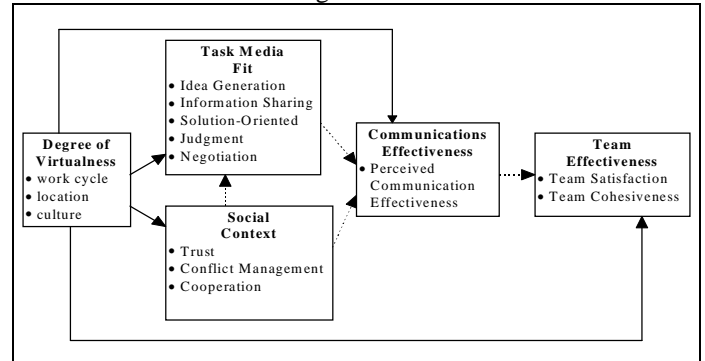 Task Media
Fit
• Idea Generation
• Information Sharing
• Solution-Oriented
• Judgment
• Negotiation
Degree of
Virtualness
• work cycle
• location
• culture
Social
Context
• Trust
• Conflict Management
• Cooperation
Communications
Effectiveness
• Perceived
Communication
Effectiveness
Team
Effectiveness
• Team Satisfaction
• Team Cohesiveness